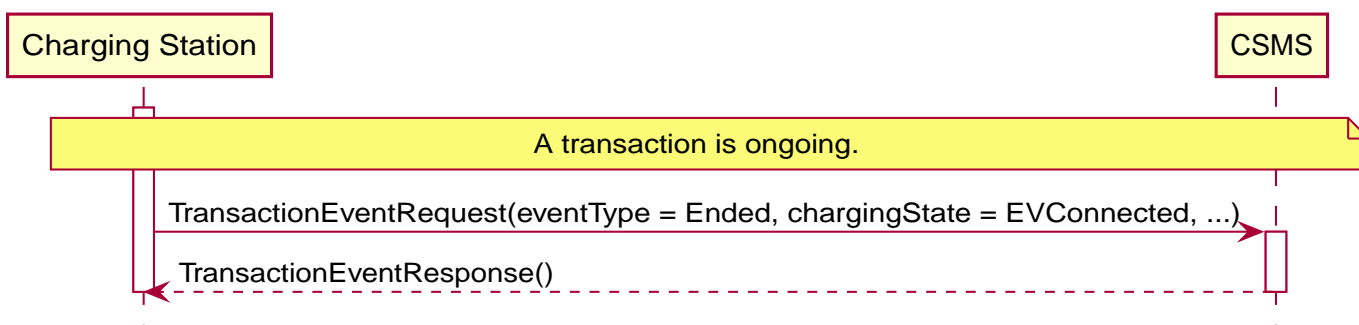 Charging Station
CSMS
A transaction is ongoing.
TransactionEventRequest(eventType = Ended, chargingState = EVConnected, ...)
TransactionEventResponse()